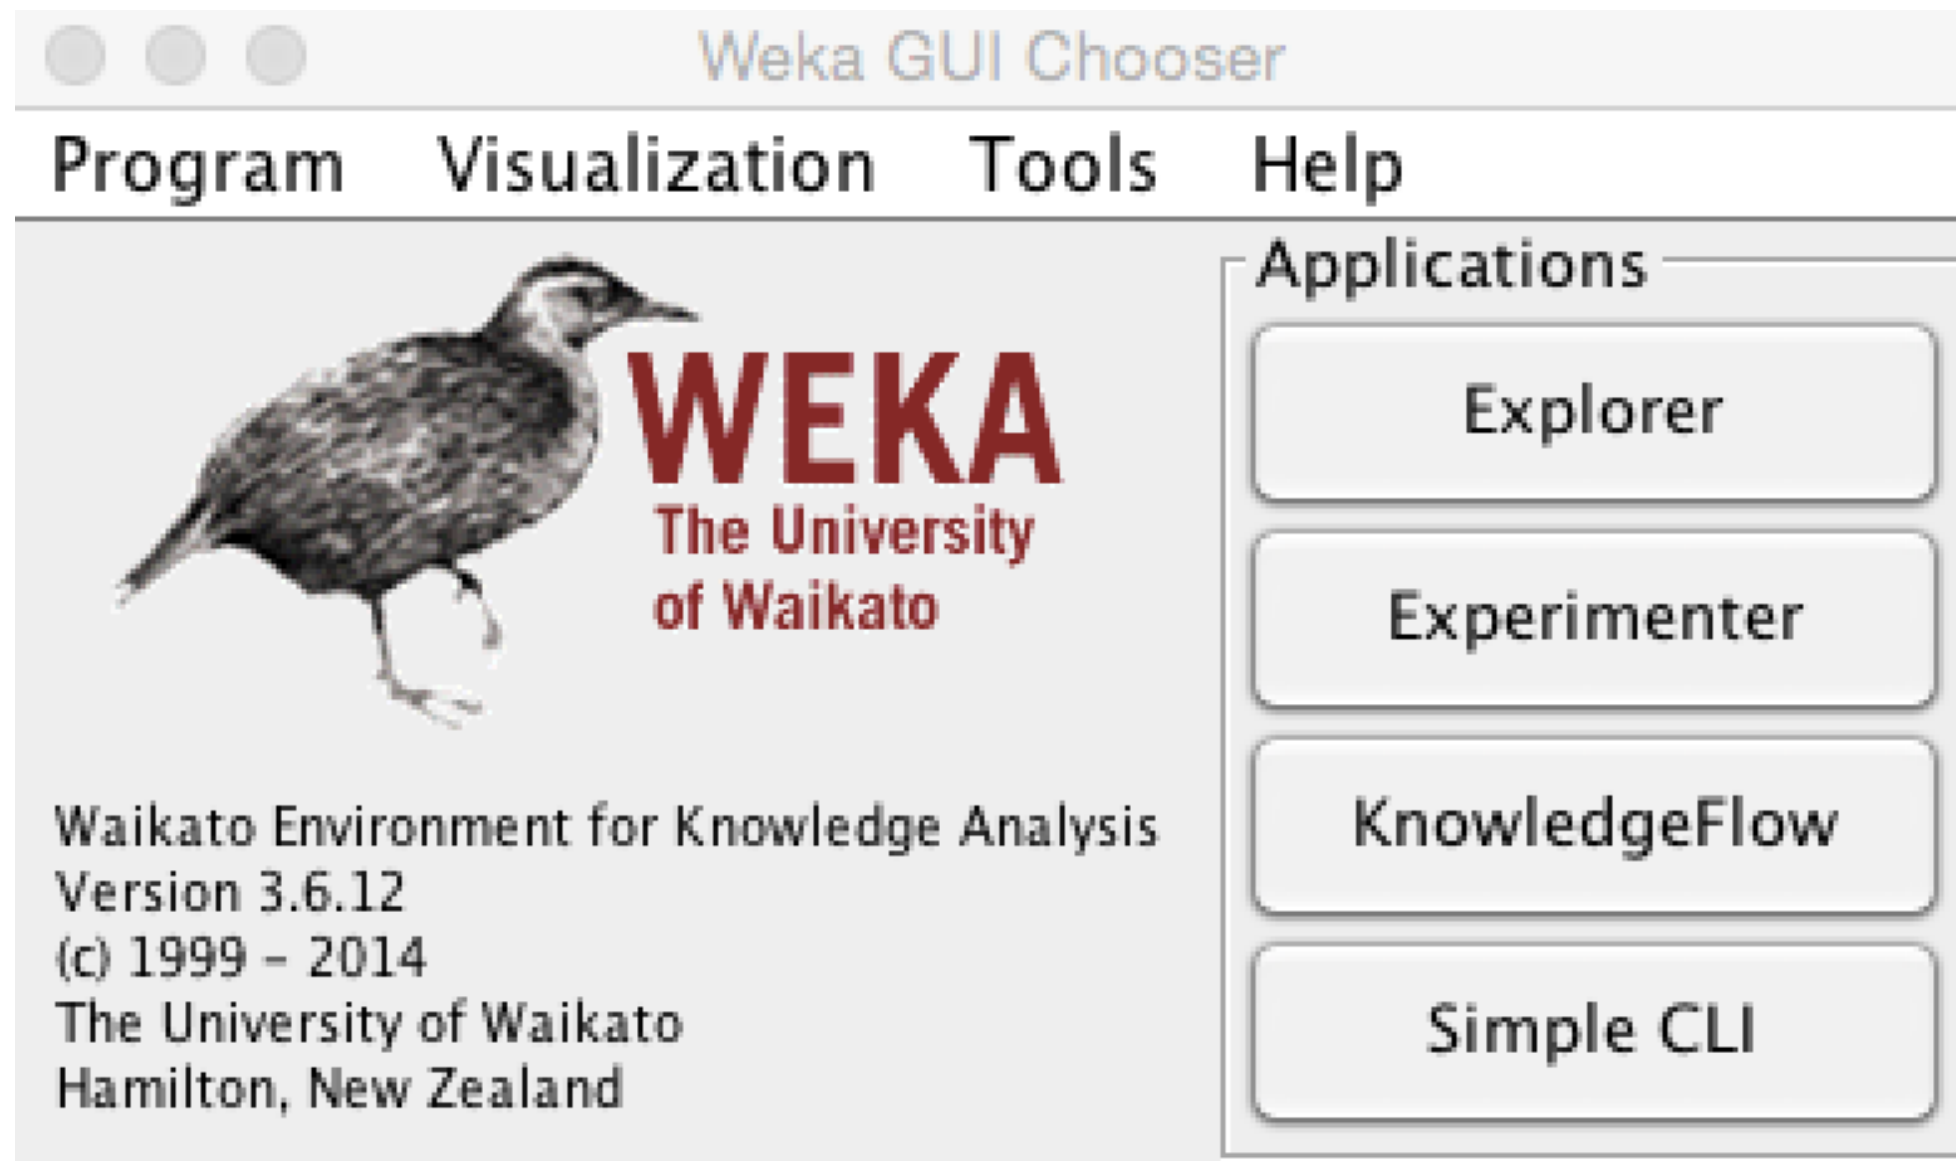 Weka GUI Chooser
Program Visualization Tools Help
WEKA
The University
of Waikato
Waikato Environment for Knowledge Analysis
Version 3.6.12
(c) 1999 – 2014
The University of Waikato
Hamilton, New Zealand
Applications
Explorer
Experimenter
KnowledgeFlow
Simple CLI